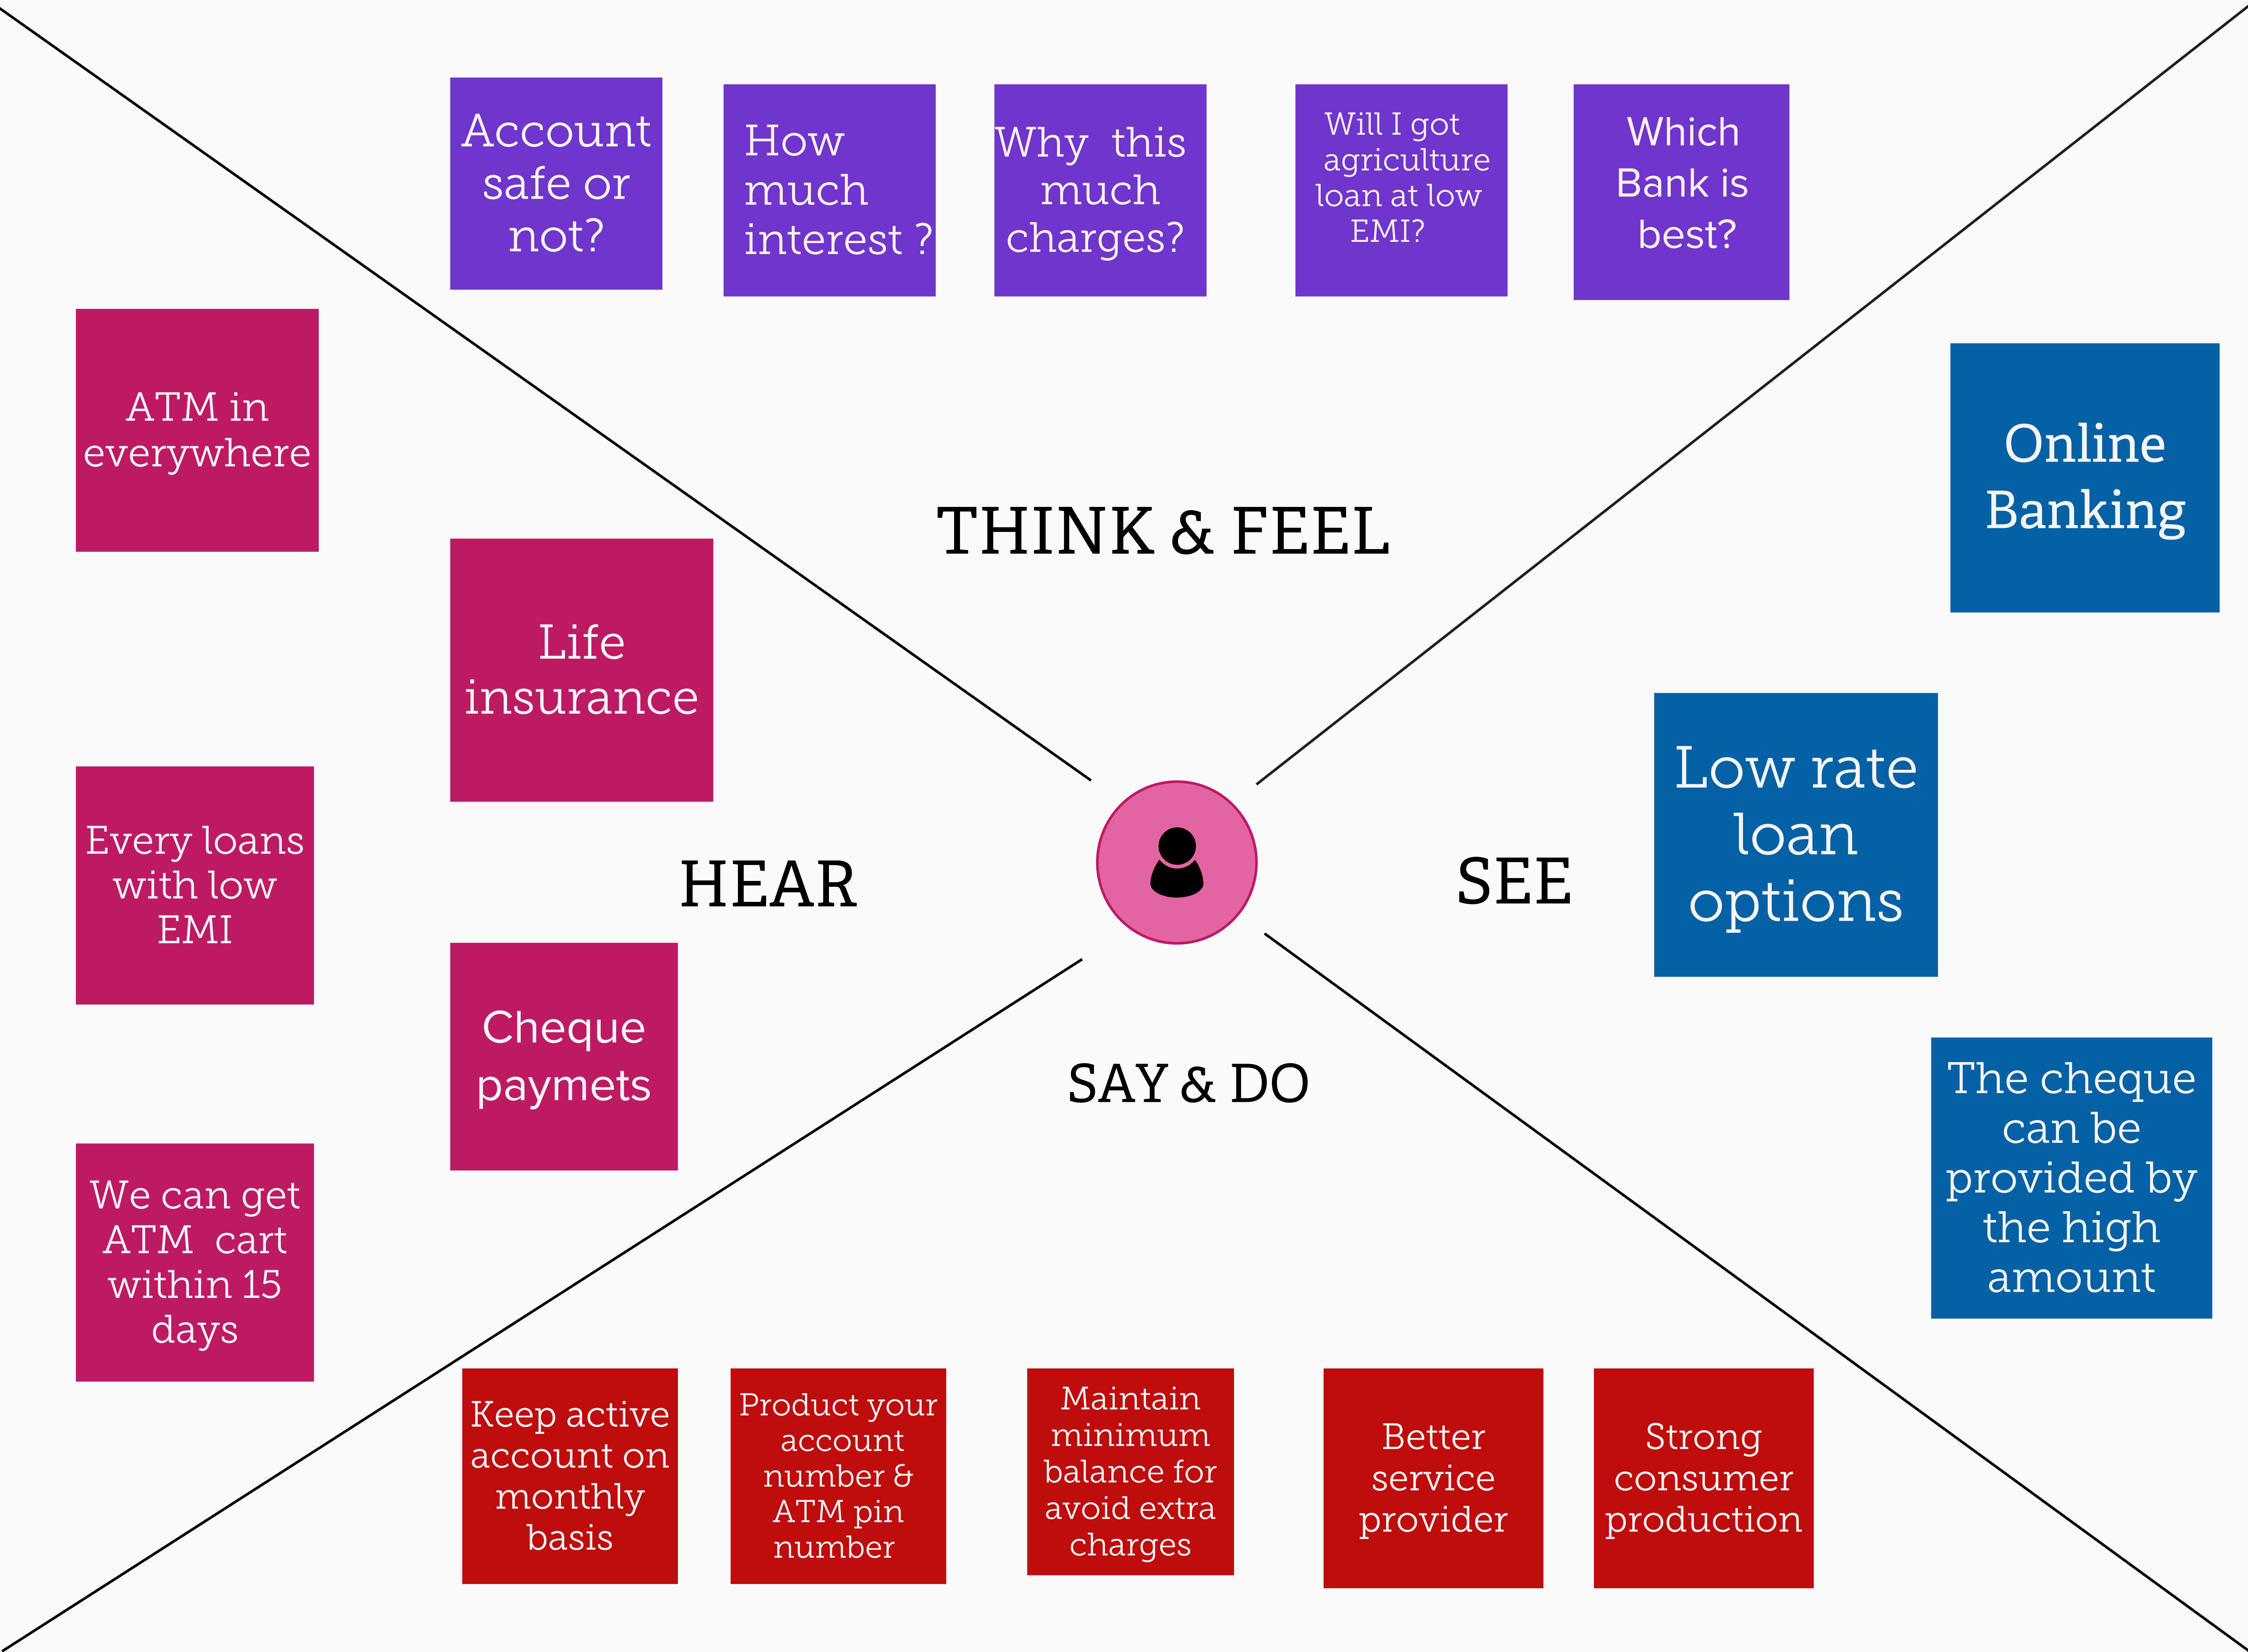 Account
safe or
not?
How
much
interest ?
Why this
much
charges?
Will I got
agriculture
loan at low
EMI?
Which
Bank is
best?
THINK & FEEL
ATM in
everywhere
Life
insurance
Every loans
with low
EMI
Cheque
paymets
We can get
ATM cart
within 15
days
HEAR
SEE
Online
Banking
Low rate
loan
options
The cheque
can be
provided by
the high
amount
SAY & DO
Keep active
account on
monthly
basis
Product your
account
number &
ATM pin
number
Maintain
minimum
balance for
avoid extra
charges
Better
service
provider
Strong
consumer
production